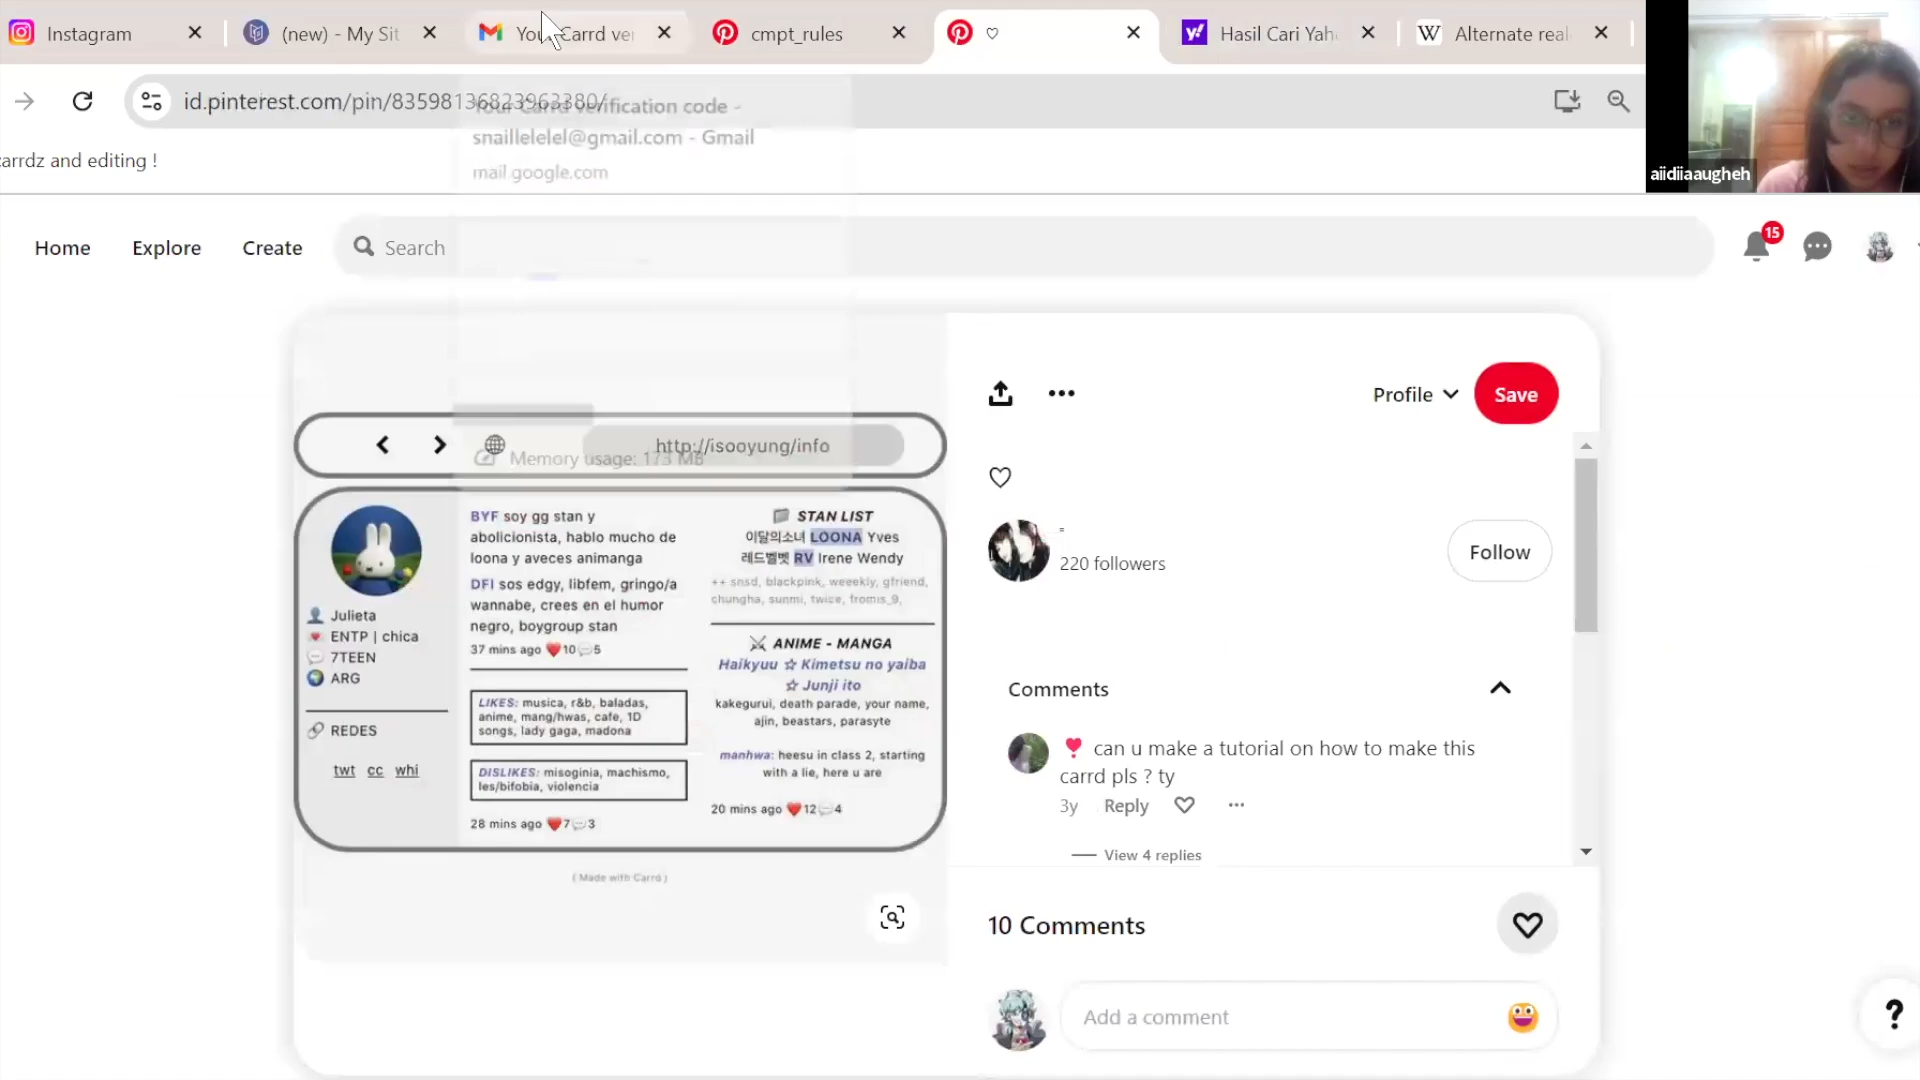 Instagram
(new) - My Sit
You Carrd ver
cmpt_rules
♡
Hasil Cari Yah
Alternate real
id.pinterest.com/pin/83598136823963380/
Your Carrd verification code -
snaillelelel@gmail.com - Gmail
mail.google.com
carrdz and editing !
aiidiiaaugheh
Home
Explore
Create
Search
15
Profile
Save
http://isooyung/info
Memory usage: 173 MB
Julieta
ENTP | chica
7TEEN
ARG
REDES
twt cc whi
BYF soy gg stan y
abolicionista, hablo mucho de
loona y aveces animanga
DFI sos edgy, libfem, gringo/a
wannabe, crees en el humor
negro, boygroup stan
37 mins ago ❤️10💬5
LIKES: musica, r&b, baladas,
anime, mang/hwas, cafe, 1D
songs, lady gaga, madona
DISLIKES: misoginia, machismo,
les/bifobia, violencia
28 mins ago ❤️7💬3
STAN LIST
이달의소녀 LOONA Yves
레드벨벳 RV Irene Wendy
++ snsd, blackpink, weeekly, gfriend,
chungha, sunmi, twice, fromis_9,
ANIME - MANGA
Haikyuu ☆ Kimetsu no yaiba
☆ Junji ito
kakegurui, death parade, your name,
ajin, beastars, parasyte
manhwa: heesu in class 2, starting
with a lie, here u are
20 mins ago ❤️12💬4
( Made with Carrd )
220 followers
Follow
Comments
can u make a tutorial on how to make this
carrd pls ? ty
3y Reply
View 4 replies
10 Comments
Add a comment
?